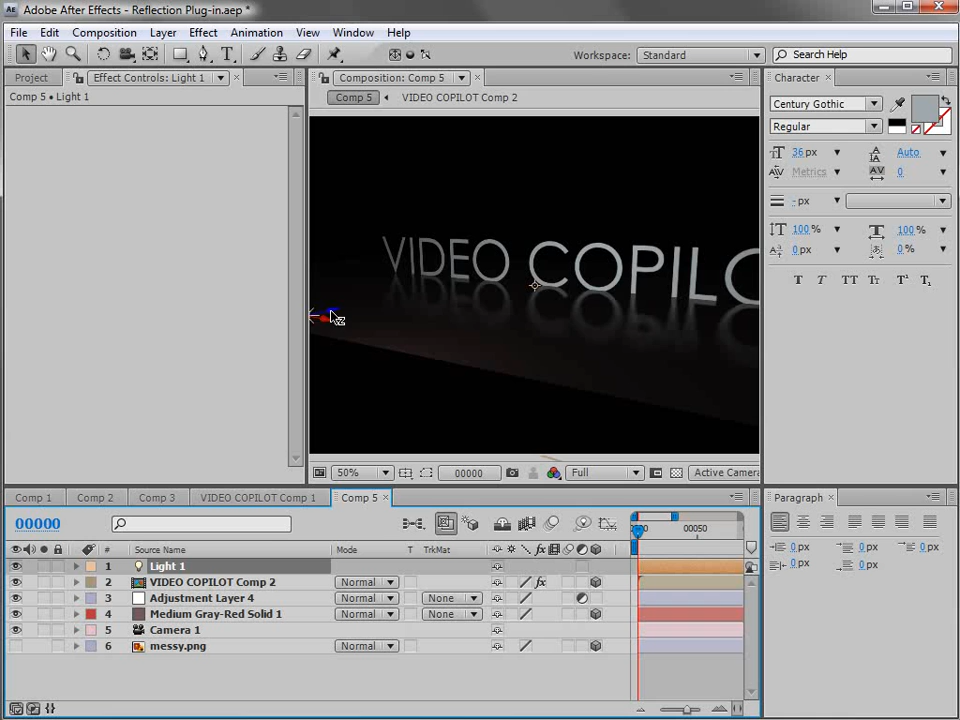 Adobe After Effects - Reflection Plug-in.aep *
File Edit Composition Layer Effect Animation View Window Help
Workspace: Standard Search Help
Project Effect Controls: Light 1 Composition: Comp 5 Character
Comp 5 • Light 1
Comp 5 VIDEO COPILOT Comp 2
Century Gothic
Regular
36 px Auto
Metrics 0
- px
100 % 100 %
0 px 0 %
T T TT Tr T¹ T₁
VIDEO COPILO
50% 00000 Full Active Camera
Comp 1 Comp 2 Comp 3 VIDEO COPILOT Comp 1 Comp 5 Paragraph
00000 00050
# Source Name Mode T TrkMat
1 Light 1
2 VIDEO COPILOT Comp 2 Normal
3 Adjustment Layer 4 Normal None
4 Medium Gray-Red Solid 1 Normal None
5 Camera 1
6 messy.png Normal
0 px 0 px 0 px
0 px 0 px